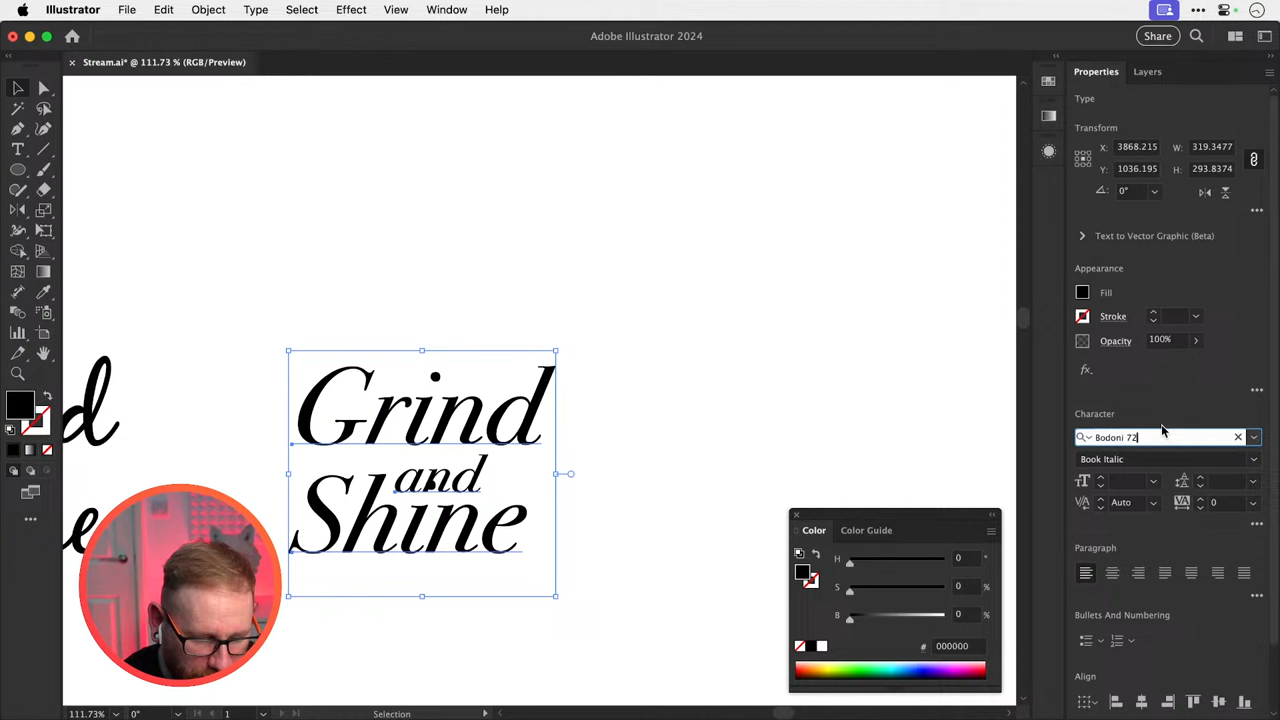 Illustrator File Edit Object Type Select Effect View Window Help
Adobe Illustrator 2024
Share
Stream.ai* @ 111.73 % (RGB/Preview)
Properties Layers
Type
Transform
X: 3868.215 W: 319.3477
Y: 1036.195 H: 293.8374
0°
Text to Vector Graphic (Beta)
Appearance
Fill
Stroke
Opacity 100%
fx
Character
Bodoni 72
Book Italic
Auto 0
Paragraph
Bullets And Numbering
Align
d
e
Grind
and
Shine
Color Color Guide
H 0 °
S 0 %
B 0 %
# 000000
111.73% 0° 1 Selection